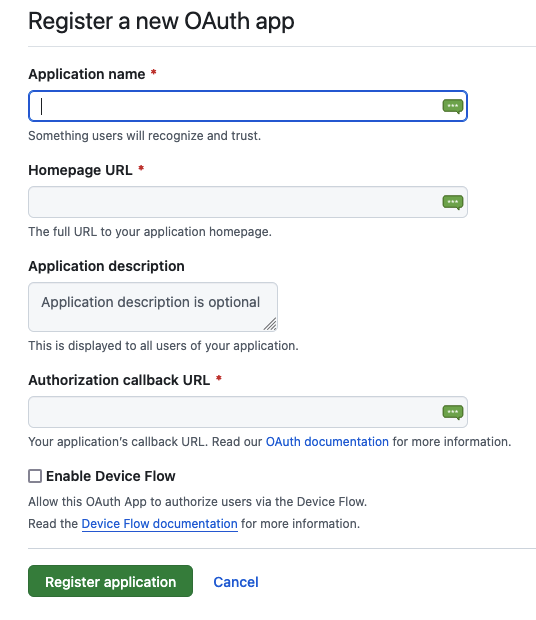 Register a new OAuth app
Application name *
Something users will recognize and trust.
Homepage URL *
The full URL to your application homepage.
Application description
Application description is optional
This is displayed to all users of your application.
Authorization callback URL *
Your application's callback URL. Read our OAuth documentation for more information.
Enable Device Flow
Allow this OAuth App to authorize users via the Device Flow.
Read the Device Flow documentation for more information.
Register application Cancel